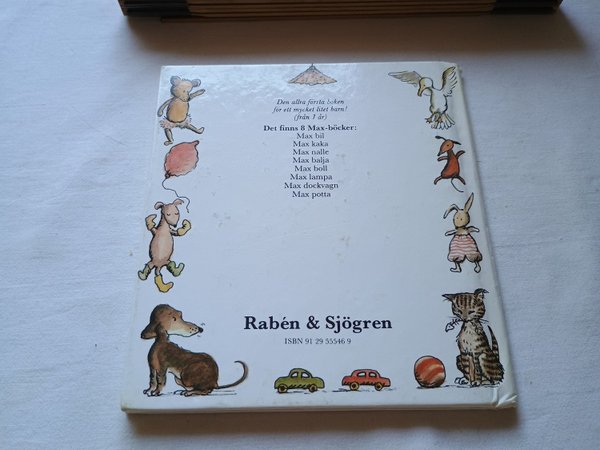 Den allra första boken
för ett mycket litet barn!
(från 1 år)
Det finns 8 Max-böcker:
Max bil
Max kaka
Max nalle
Max balja
Max boll
Max lampa
Max dockvagn
Max potta
Rabén & Sjögren
ISBN 91 29 55546 9